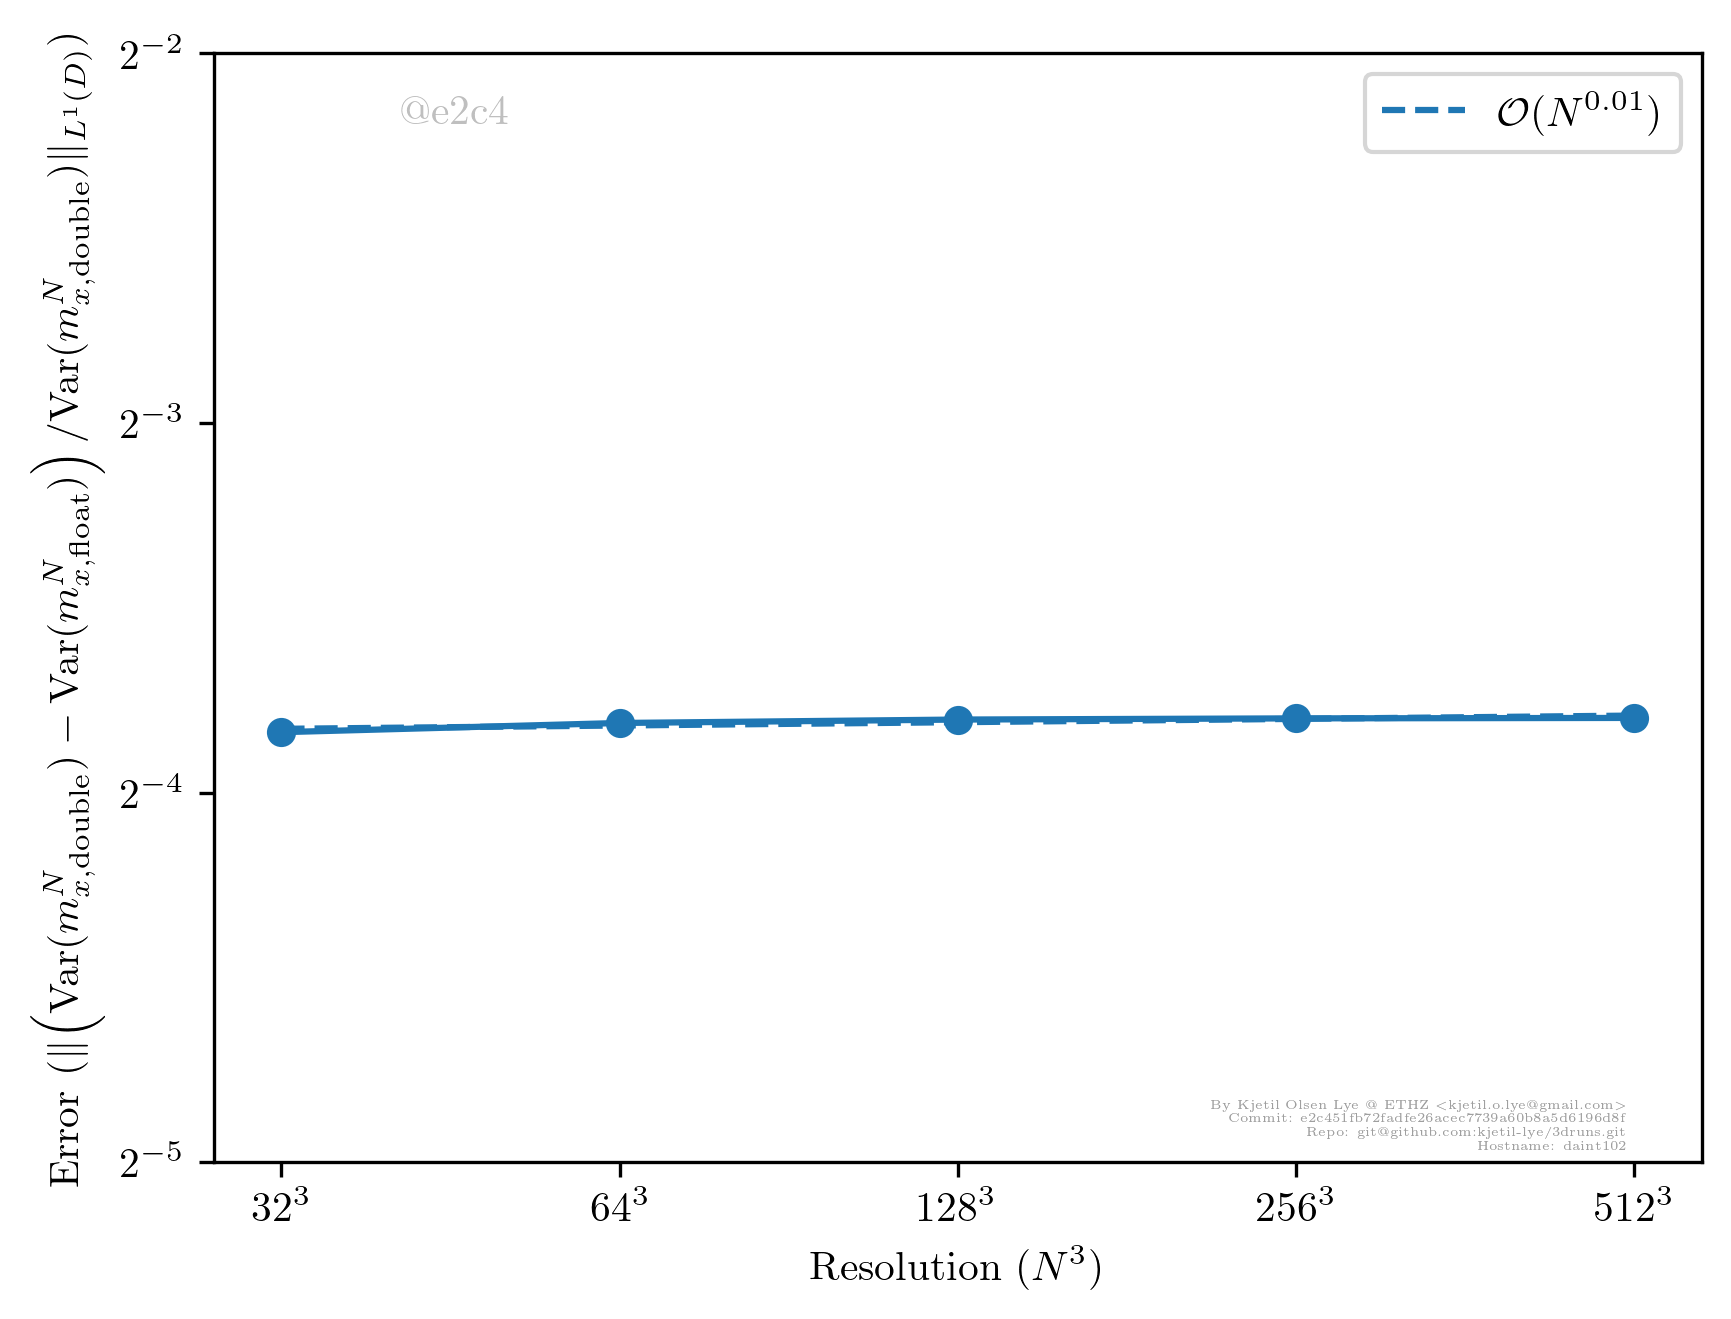 Error (‖(Var(m^N_{x,double}) − Var(m^N_{x,float})) /Var(m^N_{x,double})‖_{L^1(D)})
2^{−2}
2^{−3}
2^{−4}
2^{−5}
@e2c4
𝒪(N^{0.01})
By Kjetil Olsen Lye @ ETHZ <kjetil.o.lye@gmail.com>
Commit: e2c451fb72fadfe26acec7739a60b8a5d6196d8f
Repo: git@github.com:kjetil-lye/3druns.git
Hostname: daint102
32^3 64^3 128^3 256^3 512^3
Resolution (N^3)